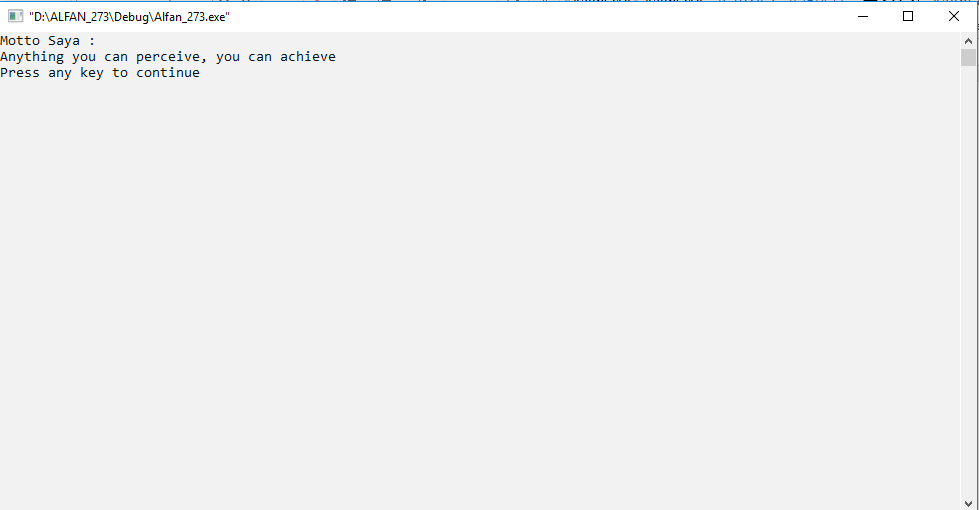 "D:\ALFAN_273\Debug\Alfan_273.exe"
Motto Saya :
Anything you can perceive, you can achieve
Press any key to continue